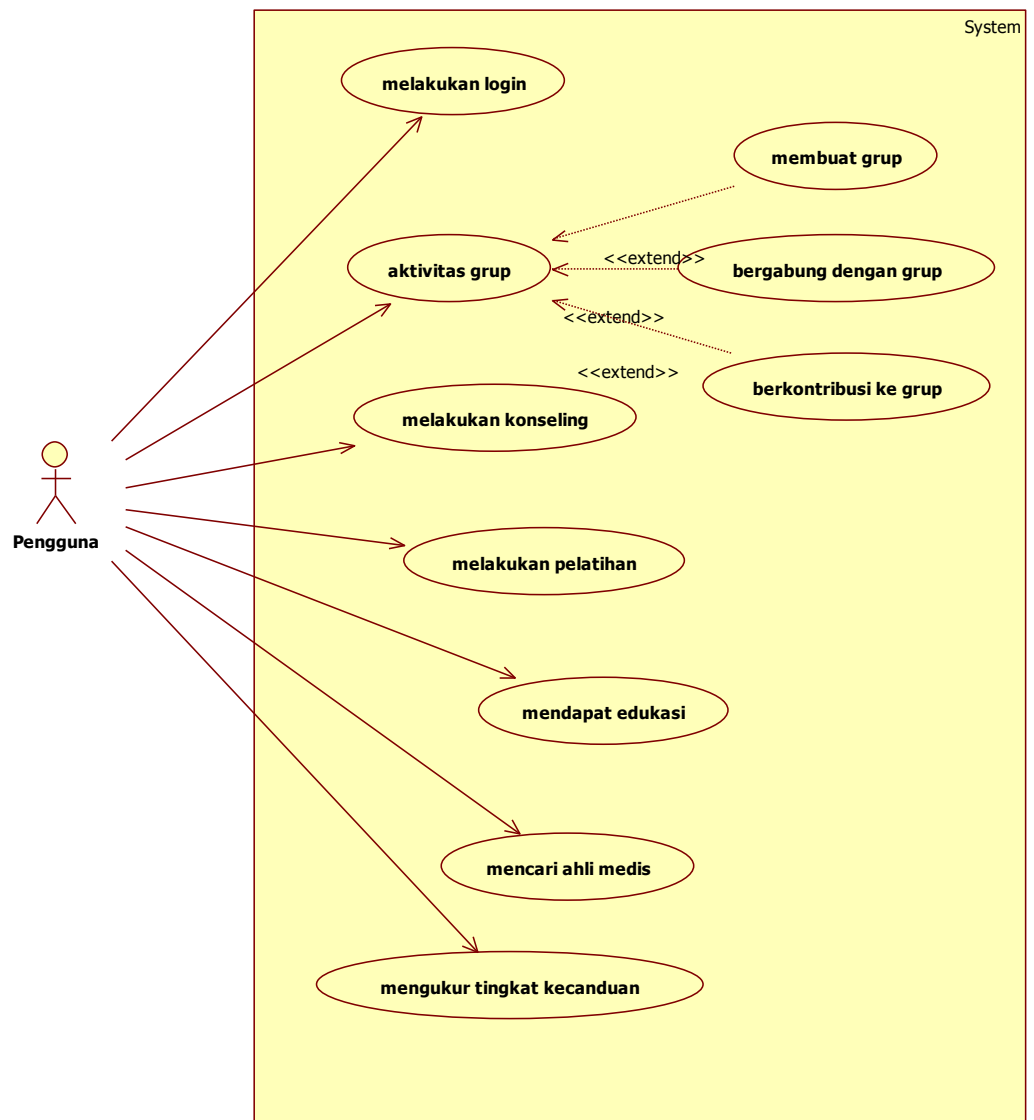 System
melakukan login
membuat grup
aktivitas grup
<<extend>>
bergabung dengan grup
<<extend>>
<<extend>>
berkontribusi ke grup
melakukan konseling
Pengguna
melakukan pelatihan
mendapat edukasi
mencari ahli medis
mengukur tingkat kecanduan